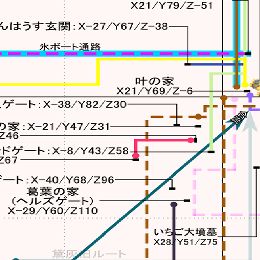 X21/Y79/Z-51
んはうす玄関：X-27/Y67/Z-38
氷ボート通路
叶の家
X21/Y69/Z-6
ゲート：X-38/Y82/Z30
の家：X-21/Y47/Z31
Z46
ドゲート：X-8/Y43/Z58
Z67
ート：X-40/Y68/Z96
葛葉の家
（ヘルズゲート）
X-29/Y60/Z110
いちご大墳墓
X28/Y51/Z75